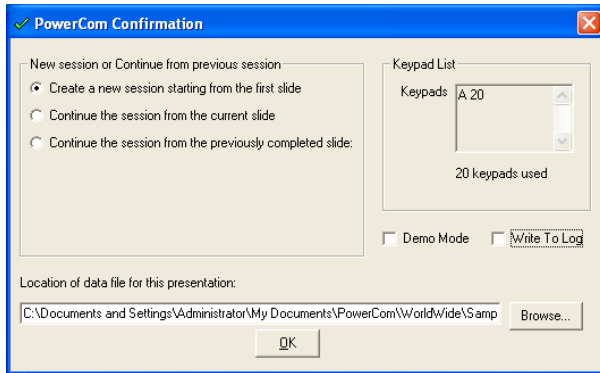 PowerCom Confirmation
New session or Continue from previous session
Create a new session starting from the first slide
Continue the session from the current slide
Continue the session from the previously completed slide:
Keypad List
Keypads
A 20
20 keypads used
Demo Mode
Write To Log
Location of data file for this presentation:
C:\Documents and Settings\Administrator\My Documents\PowerCom\WorldWide\Samp
Browse...
OK